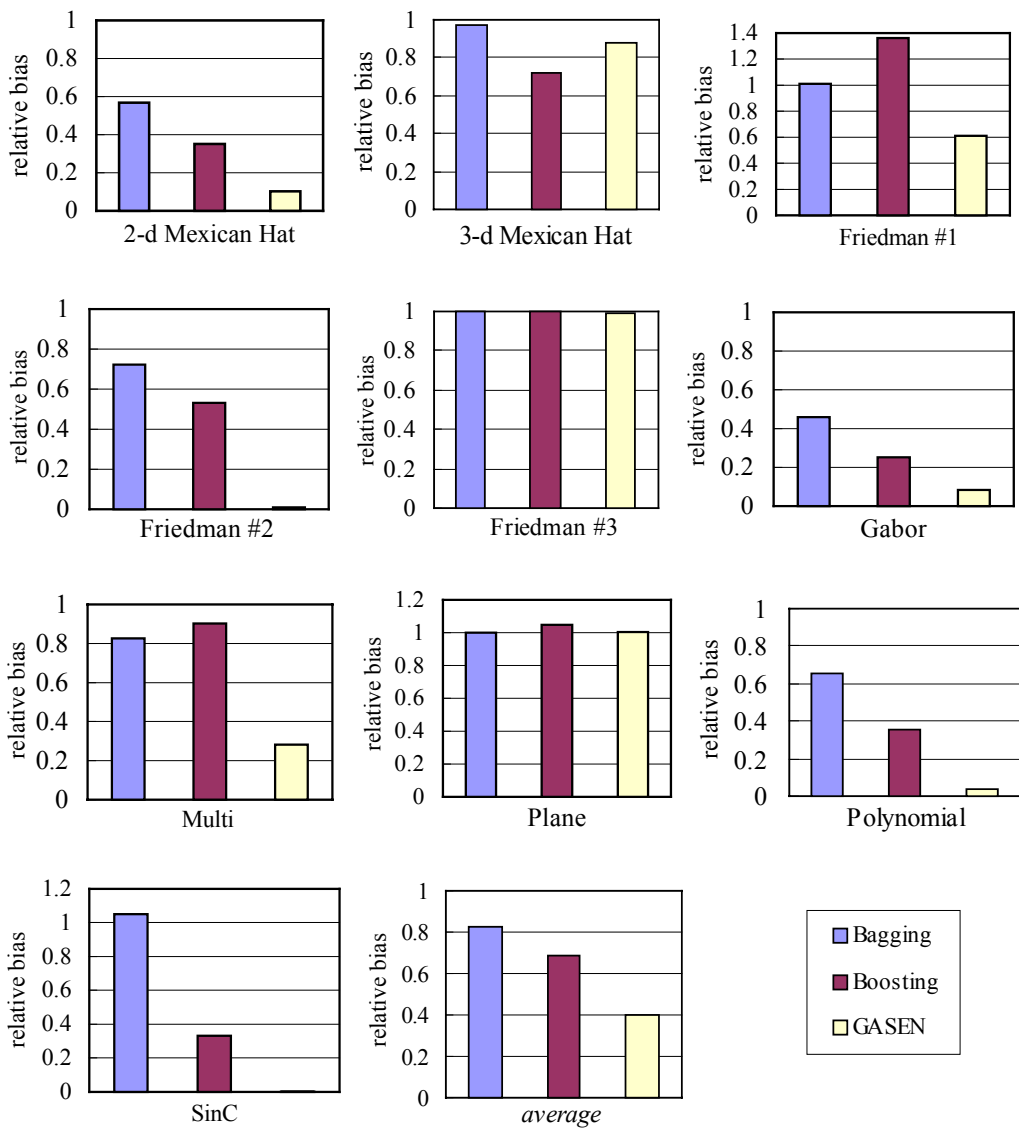 relative bias
1
0.8
0.6
0.4
0.2
0
2-d Mexican Hat
relative bias
1
0.8
0.6
0.4
0.2
0
3-d Mexican Hat
relative bias
1.4
1.2
1
0.8
0.6
0.4
0.2
0
Friedman #1
relative bias
1
0.8
0.6
0.4
0.2
0
Friedman #2
relative bias
1
0.8
0.6
0.4
0.2
0
Friedman #3
relative bias
1
0.8
0.6
0.4
0.2
0
Gabor
relative bias
1
0.8
0.6
0.4
0.2
0
Multi
relative bias
1.2
1
0.8
0.6
0.4
0.2
0
Plane
relative bias
1
0.8
0.6
0.4
0.2
0
Polynomial
relative bias
1.2
1
0.8
0.6
0.4
0.2
0
SinC
relative bias
1
0.8
0.6
0.4
0.2
0
average
Bagging
Boosting
GASEN